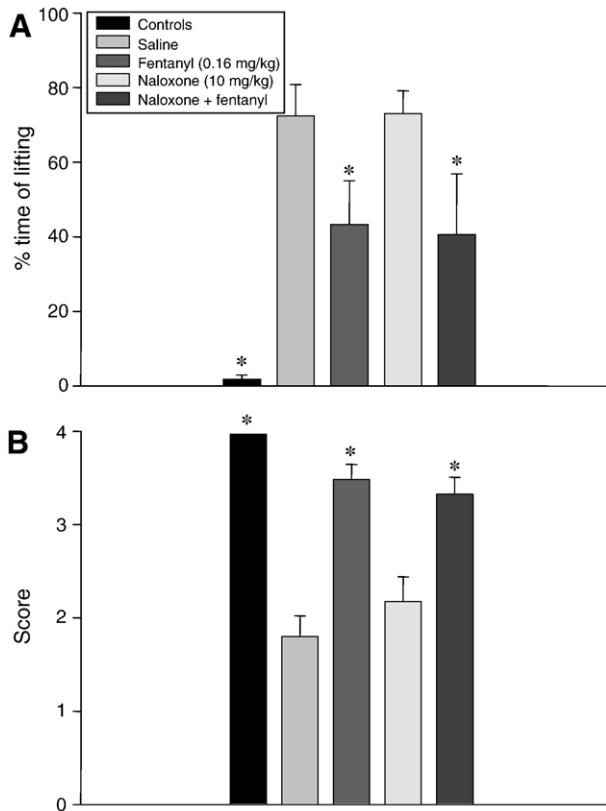 A
100
80
60
40
20
0
% time of lifting
Controls
Saline
Fentanyl (0.16 mg/kg)
Naloxone (10 mg/kg)
Naloxone + fentanyl
*
*
*
B
4
3
2
1
0
Score
*
*
*